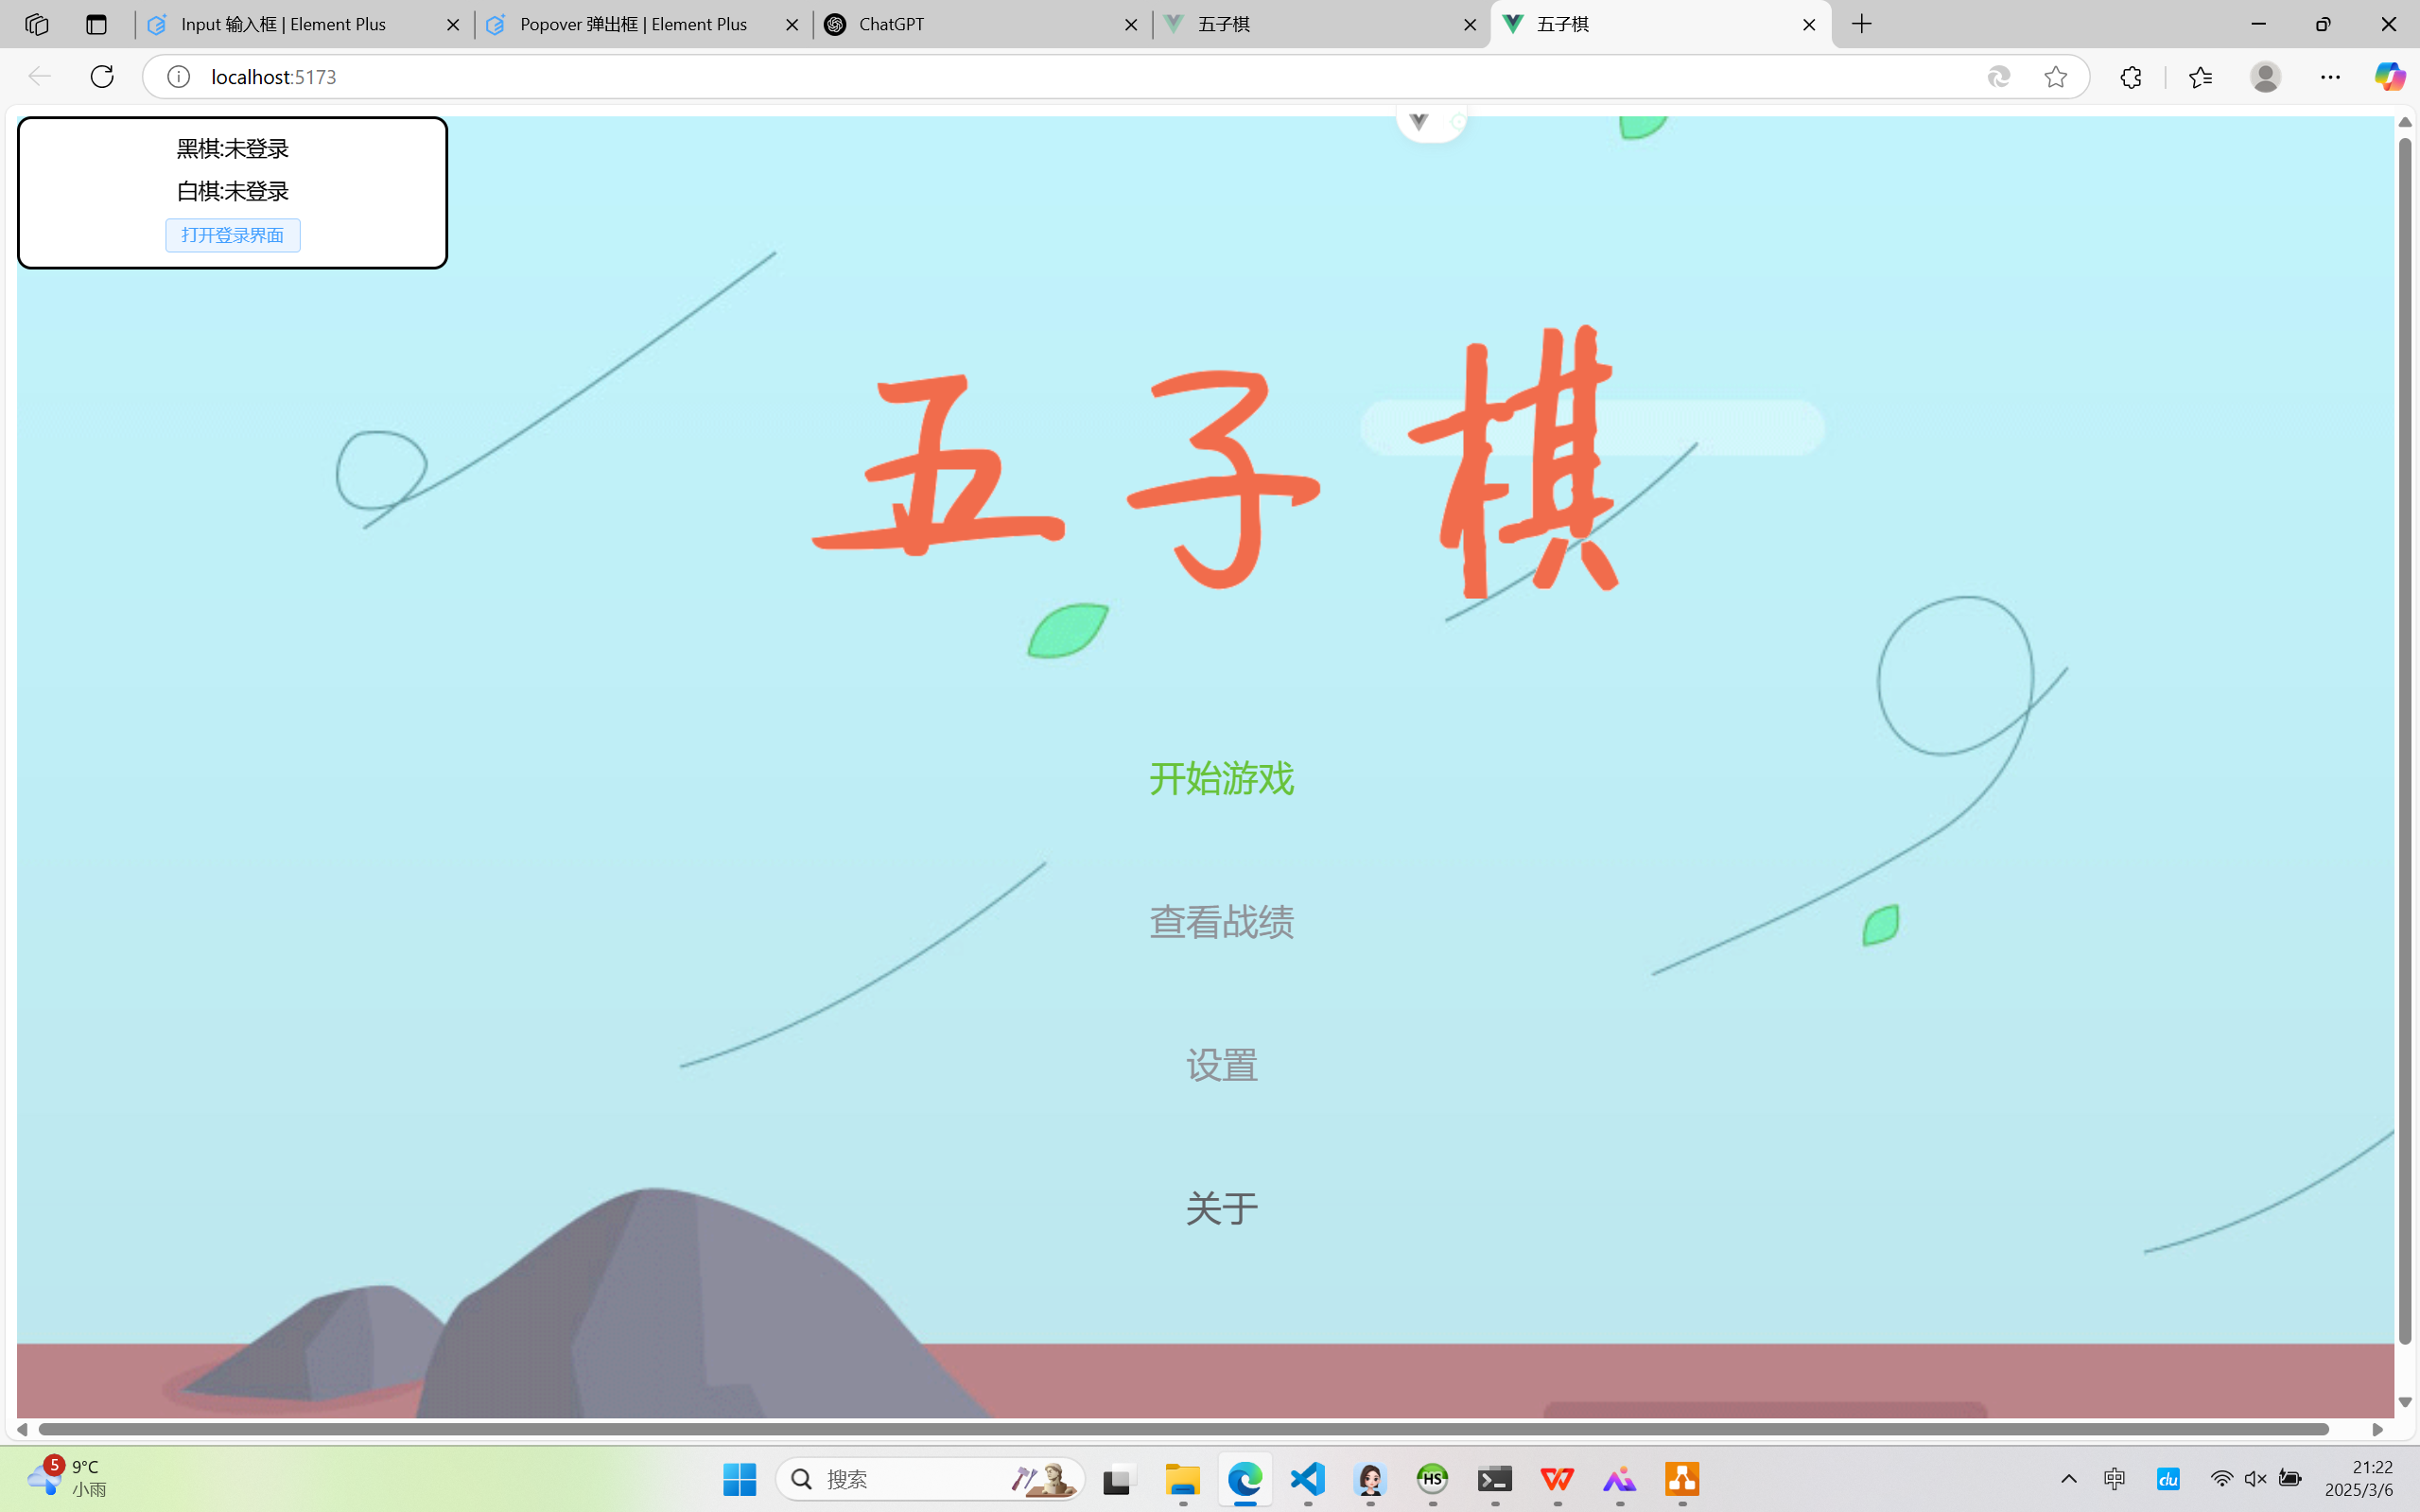 Input 输入框 | Element Plus
Popover 弹出框 | Element Plus
ChatGPT
五子棋
五子棋
localhost:5173
黑棋:未登录
白棋:未登录
打开登录界面
五子棋
开始游戏
查看战绩
设置
关于
5
9°C
小雨
搜索
HS
中
du
21:22
2025/3/6